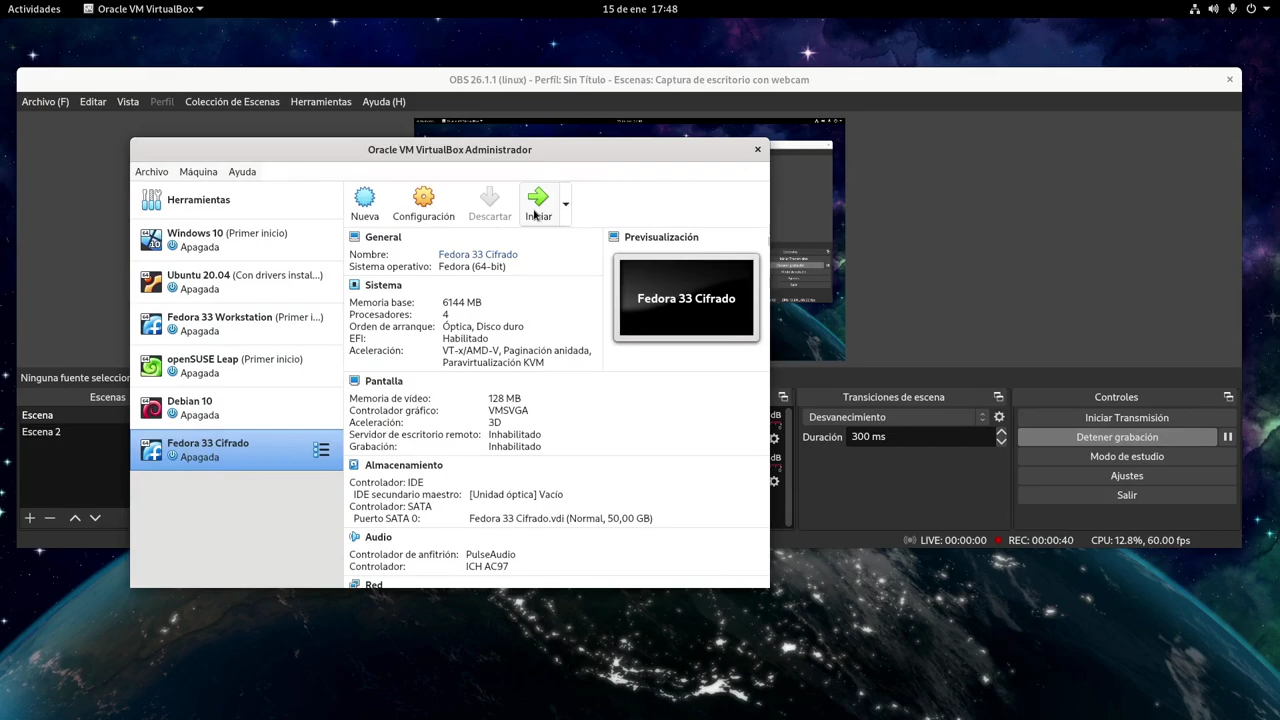 Actividades
Oracle VM VirtualBox
15 de ene 17:48
OBS 26.1.1 (linux) - Perfil: Sin Título - Escenas: Captura de escritorio con webcam
Archivo (F) Editar Vista Perfil Colección de Escenas Herramientas Ayuda (H)
Oracle VM VirtualBox Administrador
Archivo Máquina Ayuda
Herramientas
Windows 10 (Primer inicio)
Apagada
Ubuntu 20.04 (Con drivers instal...)
Apagada
Fedora 33 Workstation (Primer i...)
Apagada
openSUSE Leap (Primer inicio)
Apagada
Debian 10
Apagada
Fedora 33 Cifrado
Apagada
Nueva Configuración Descartar Iniciar
General
Nombre: Fedora 33 Cifrado
Sistema operativo: Fedora (64-bit)
Sistema
Memoria base: 6144 MB
Procesadores: 4
Orden de arranque: Óptica, Disco duro
EFI: Habilitado
Aceleración: VT-x/AMD-V, Paginación anidada,
Paravirtualización KVM
Previsualización
Fedora 33 Cifrado
Pantalla
Memoria de vídeo: 128 MB
Controlador gráfico: VMSVGA
Aceleración: 3D
Servidor de escritorio remoto: Inhabilitado
Grabación: Inhabilitado
Almacenamiento
Controlador: IDE
IDE secundario maestro: [Unidad óptica] Vacío
Controlador: SATA
Puerto SATA 0: Fedora 33 Cifrado.vdi (Normal, 50,00 GB)
Audio
Controlador de anfitrión: PulseAudio
Controlador: ICH AC97
Red
Ninguna fuente seleccion
Escenas
Escena
Escena 2
dB
dB
Transiciones de escena
Desvanecimiento
Duración 300 ms
Controles
Iniciar Transmisión
Detener grabación
Modo de estudio
Ajustes
Salir
LIVE: 00:00:00 REC: 00:00:40 CPU: 12.8%, 60.00 fps